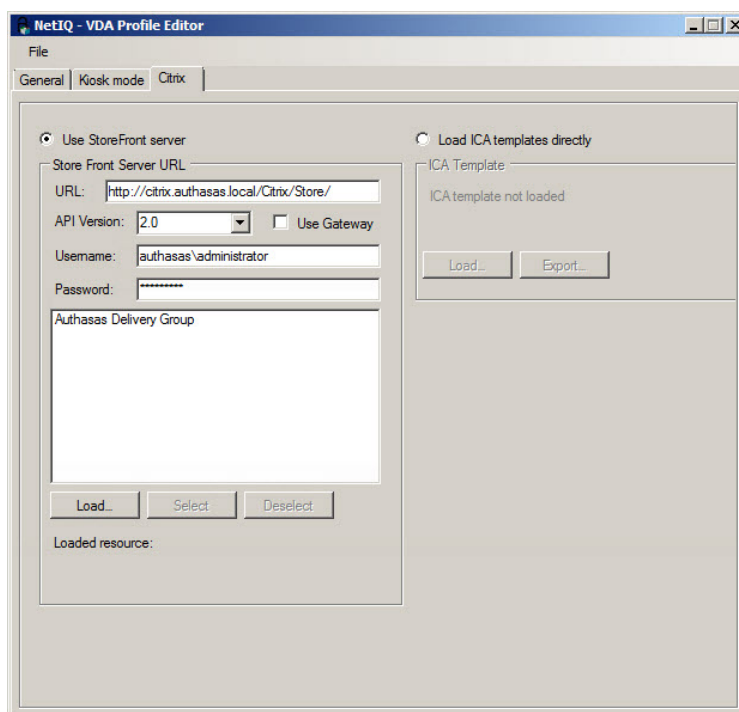 NetIQ - VDA Profile Editor
File
General Kiosk mode Citrix
Use StoreFront server
Store Front Server URL
URL: http://citrix.authasas.local/Citrix/Store/
API Version: 2.0 Use Gateway
Username: authasas\administrator
Password: *********
Authasas Delivery Group
Load... Select Deselect
Loaded resource:
Load ICA templates directly
ICA Template
ICA template not loaded
Load... Export...